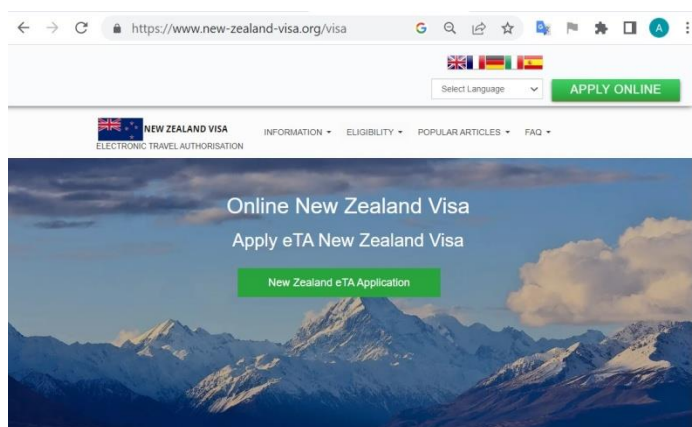 https://www.new-zealand-visa.org/visa
A
Select Language
APPLY ONLINE
NEW ZEALAND VISA
ELECTRONIC TRAVEL AUTHORISATION
INFORMATION
ELIGIBILITY
POPULAR ARTICLES
FAQ
Online New Zealand Visa
Apply eTA New Zealand Visa
New Zealand eTA Application